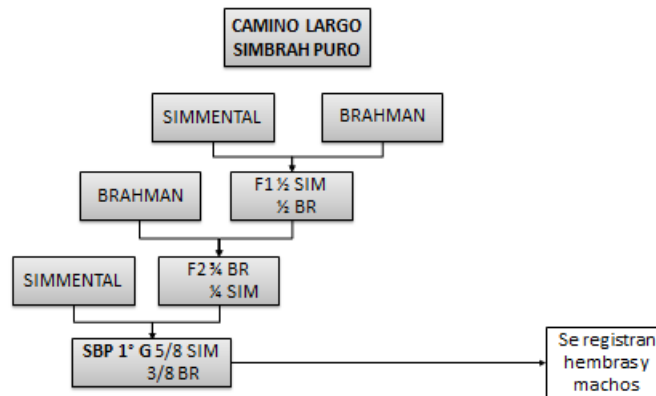 CAMINO LARGO
SIMBRAH PURO
SIMMENTAL
BRAHMAN
F1 ½ SIM
½ BR
BRAHMAN
F2 ¾ BR
¼ SIM
SIMMENTAL
SBP 1° G 5/8 SIM
3/8 BR
Se registran
hembras y
machos